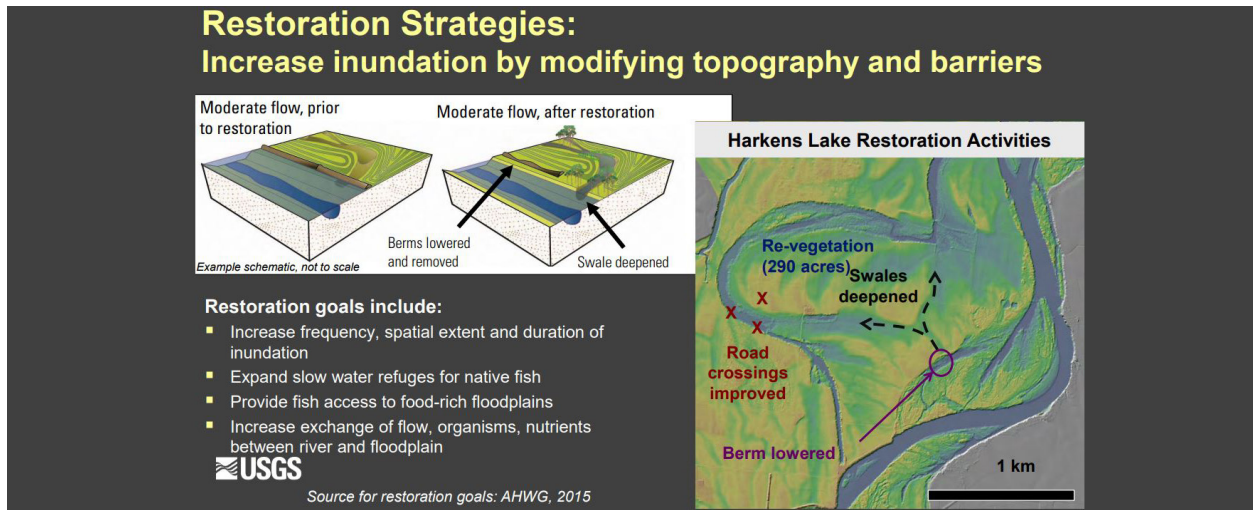 Restoration Strategies:
Increase inundation by modifying topography and barriers
Moderate flow, prior
to restoration
Moderate flow, after restoration
Berms lowered
and removed
Swale deepened
Example schematic, not to scale
Restoration goals include:
Increase frequency, spatial extent and duration of
inundation
Expand slow water refuges for native fish
Provide fish access to food-rich floodplains
Increase exchange of flow, organisms, nutrients
between river and floodplain
USGS
Source for restoration goals: AHWG, 2015
Harkens Lake Restoration Activities
Re-vegetation
(290 acres)
Swales
deepened
X
X
X
Road
crossings
improved
Berm lowered
1 km